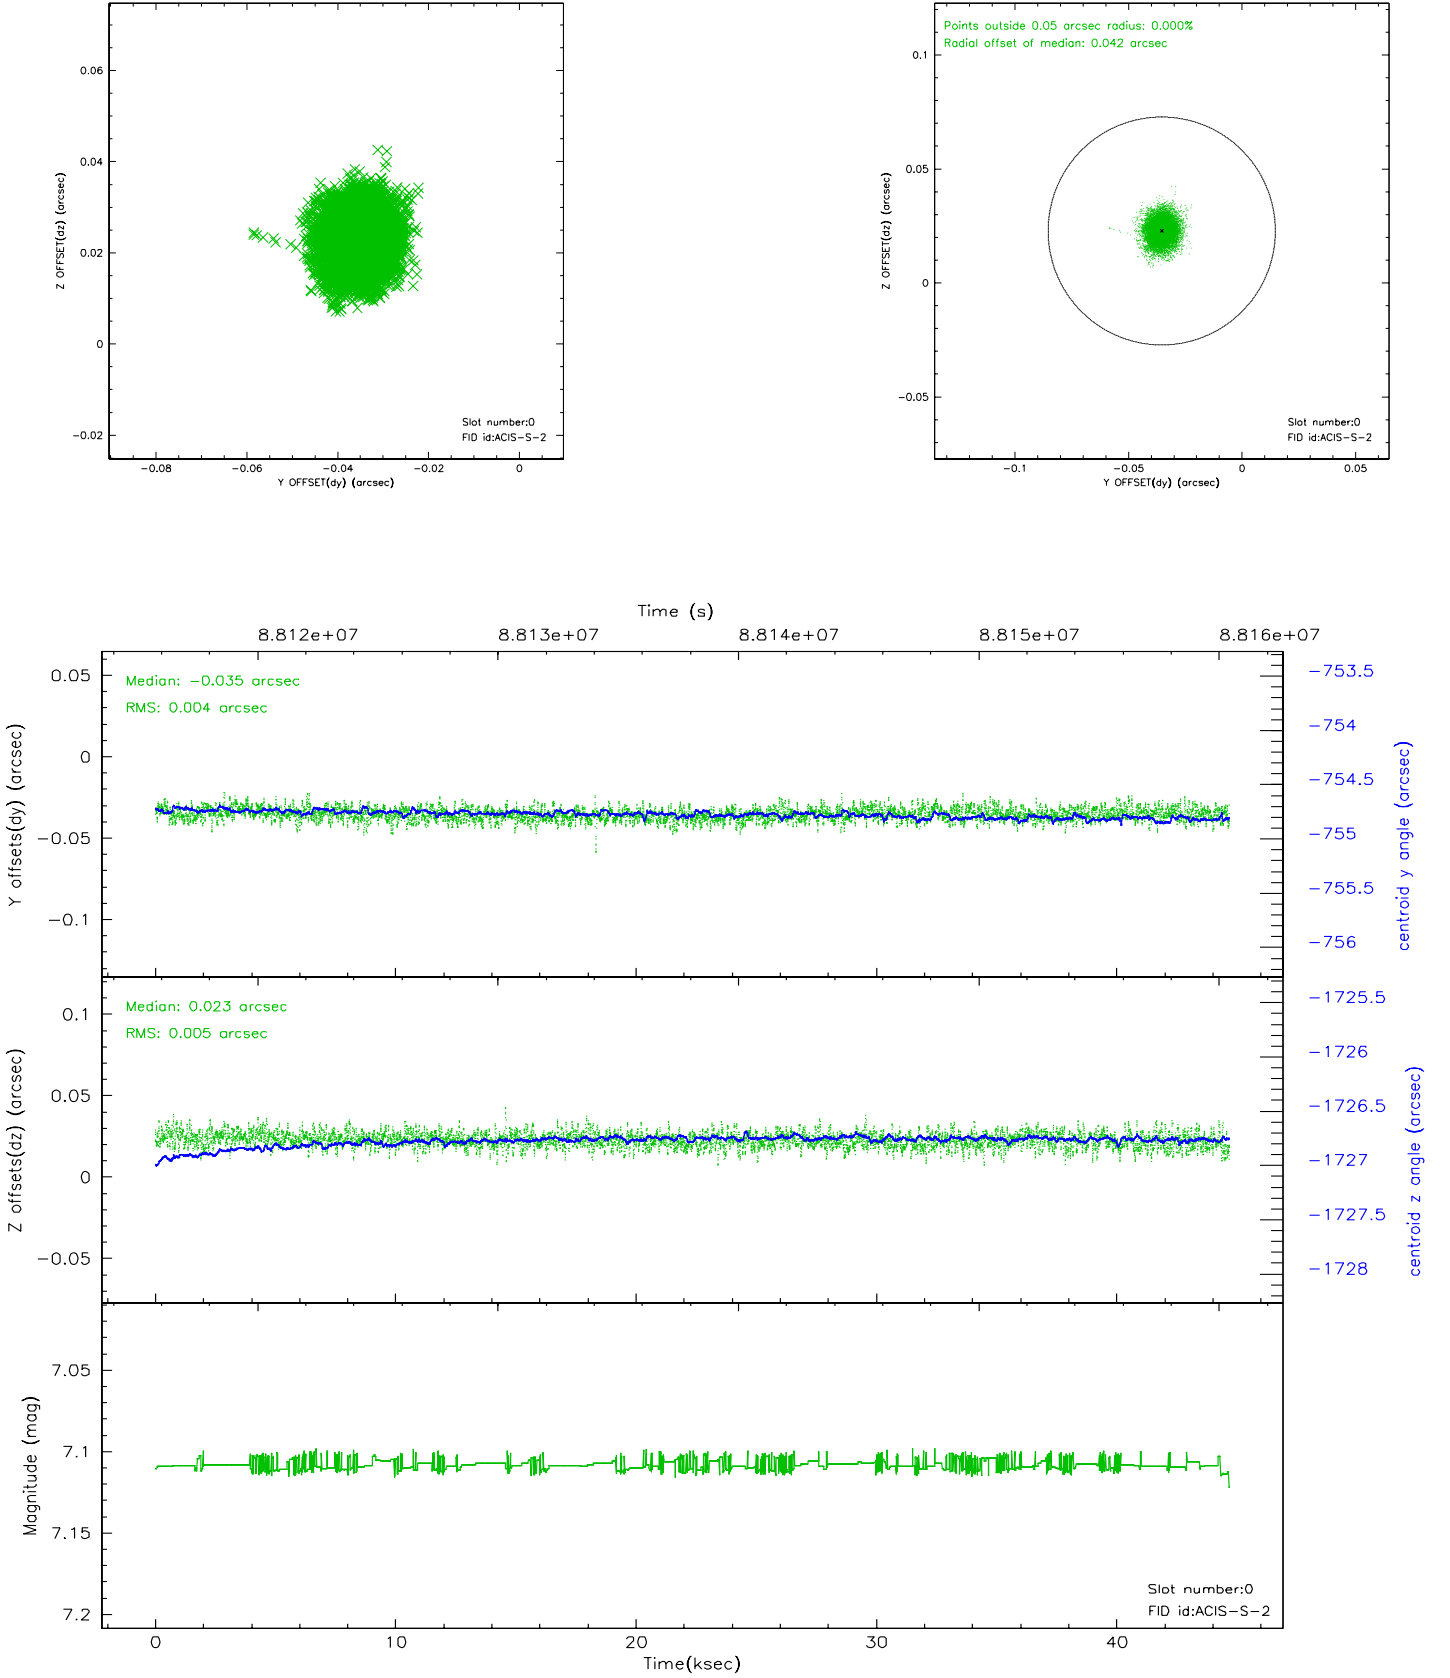 0.06
0.04
0.02
0
−0.02
Z OFFSET(dz) (arcsec)
Slot number:0
FID id:ACIS−S−2
−0.08
−0.06
−0.04
−0.02
0
Y OFFSET(dy) (arcsec)
Points outside 0.05 arcsec radius: 0.000%
Radial offset of median: 0.042 arcsec
0.1
0.05
0
−0.05
Z OFFSET(dz) (arcsec)
Slot number:0
FID id:ACIS−S−2
−0.1
−0.05
0
0.05
Y OFFSET(dy) (arcsec)
Time (s)
8.812e+07
8.813e+07
8.814e+07
8.815e+07
8.816e+07
Median: −0.035 arcsec
RMS: 0.004 arcsec
0.05
0
−0.05
−0.1
Y offsets(dy) (arcsec)
−753.5
−754
−754.5
−755
−755.5
−756
centroid y angle (arcsec)
Median: 0.023 arcsec
RMS: 0.005 arcsec
0.1
0.05
0
−0.05
Z offsets(dz) (arcsec)
−1725.5
−1726
−1726.5
−1727
−1727.5
−1728
centroid z angle (arcsec)
7.05
7.1
7.15
7.2
Magnitude (mag)
Slot number:0
FID id:ACIS−S−2
0
10
20
30
40
Time(ksec)